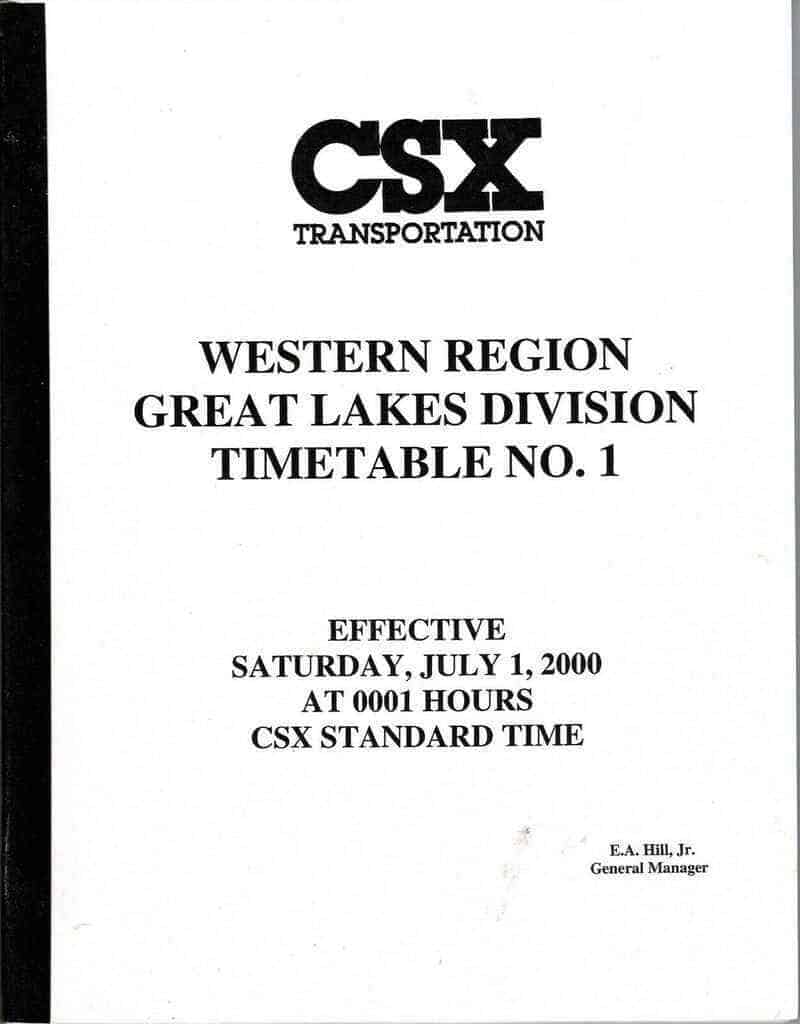 CSX
TRANSPORTATION
WESTERN REGION
GREAT LAKES DIVISION
TIMETABLE NO. 1
EFFECTIVE
SATURDAY, JULY 1, 2000
AT 0001 HOURS
CSX STANDARD TIME
E.A. Hill, Jr.
General Manager